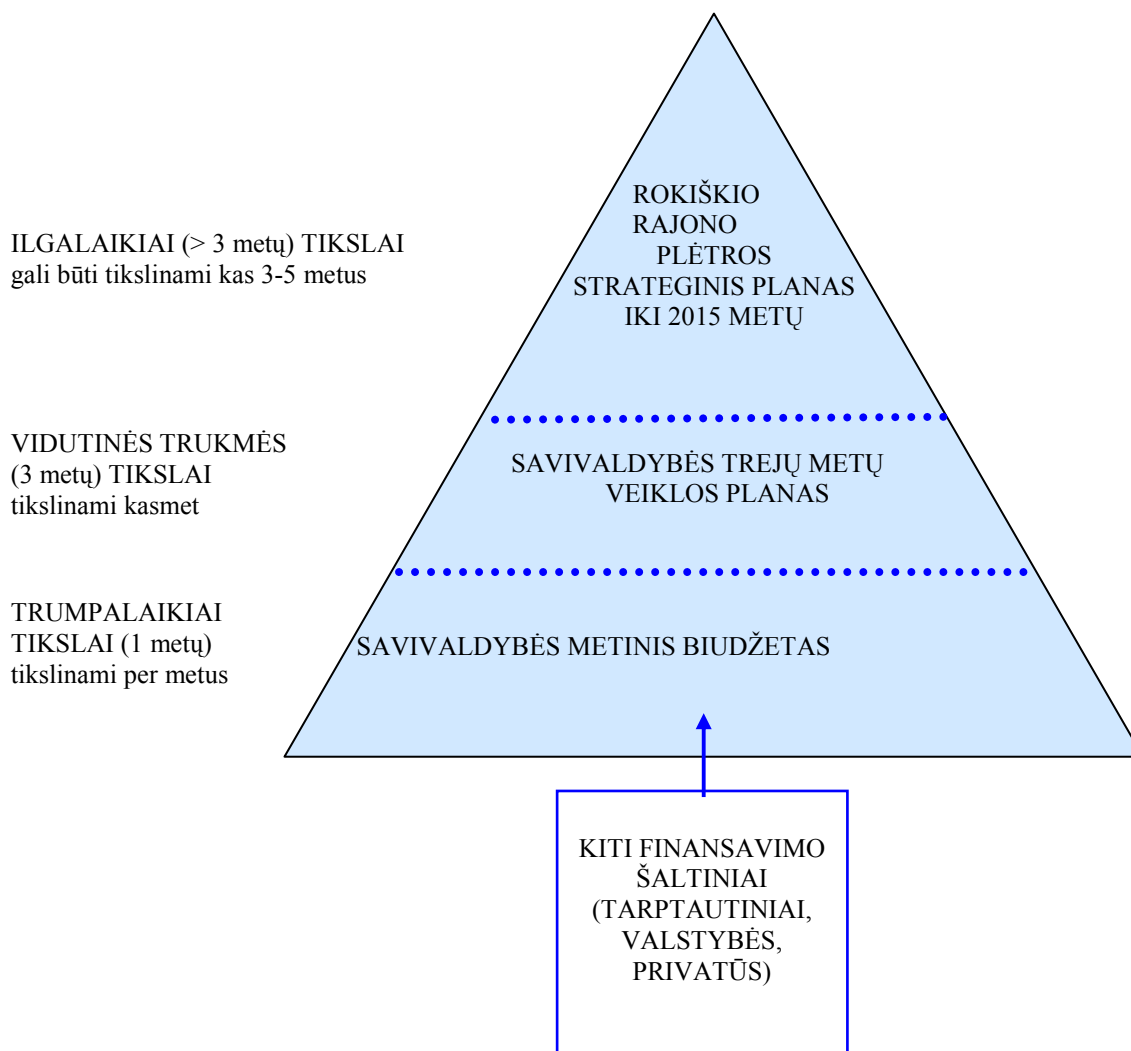 ROKIŠKIO
RAJONO
PLĖTROS
STRATEGINIS PLANAS
IKI 2015 METŲ
ILGALAIKIAI (> 3 metų) TIKSLAI
gali būti tikslinami kas 3-5 metus
VIDUTINĖS TRUKMĖS
(3 metų) TIKSLAI
tikslinami kasmet
SAVIVALDYBĖS TREJŲ METŲ
VEIKLOS PLANAS
TRUMPALAIKIAI
TIKSLAI (1 metų)
tikslinami per metus
SAVIVALDYBĖS METINIS BIUDŽETAS
KITI FINANSAVIMO
ŠALTINIAI
(TARPTAUTINIAI,
VALSTYBĖS,
PRIVATŪS)